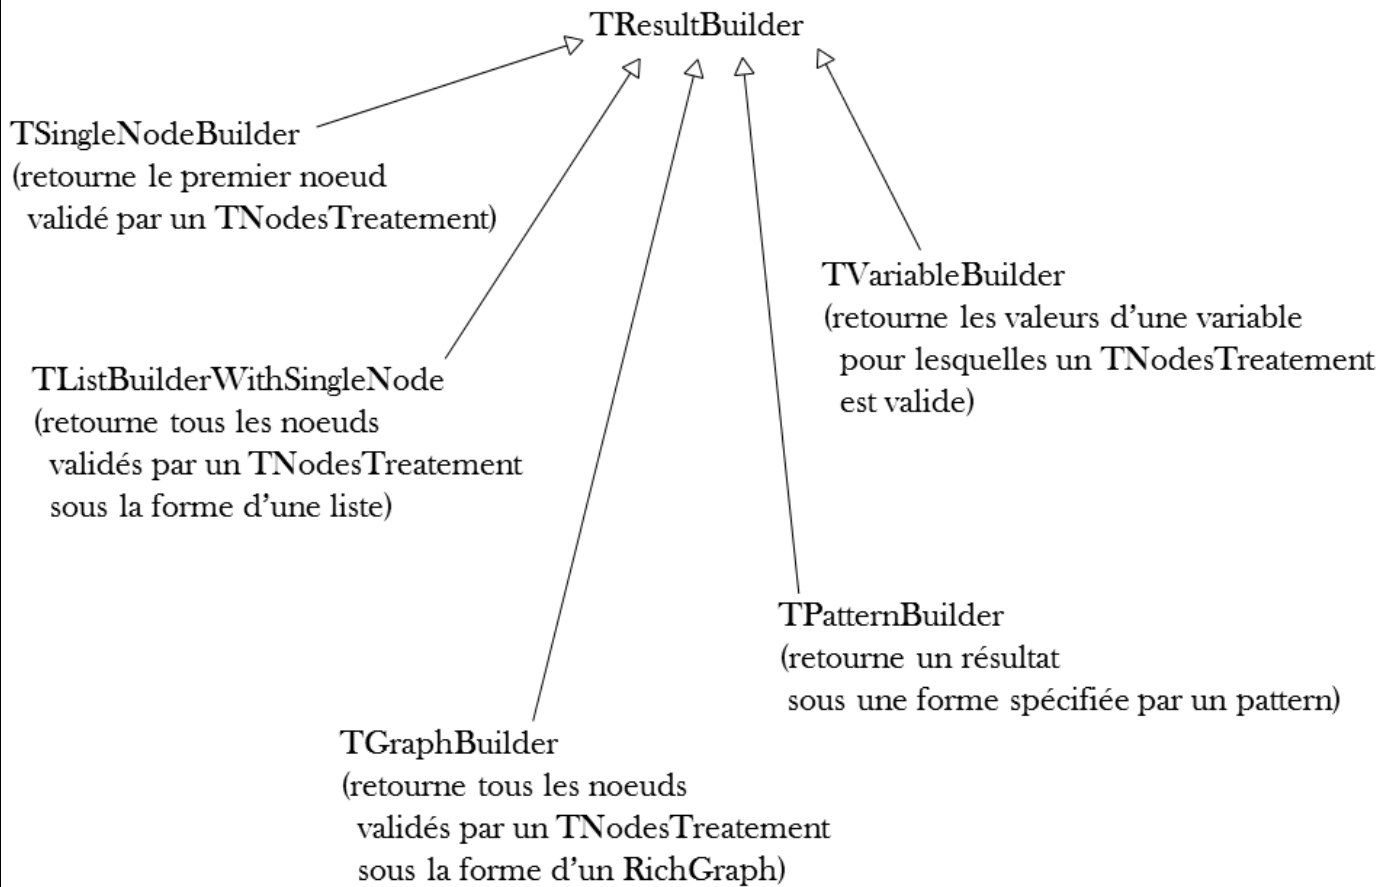 TResultBuilder
TSingleNodeBuilder
(retourne le premier noeud
validé par un TNodesTreatement)
TVariableBuilder
(retourne les valeurs d'une variable
pour lesquelles un TNodesTreatement
est valide)
TListBuilderWithSingleNode
(retourne tous les noeuds
validés par un TNodesTreatement
sous la forme d'une liste)
TPatternBuilder
(retourne un résultat
sous une forme spécifiée par un pattern)
TGraphBuilder
(retourne tous les noeuds
validés par un TNodesTreatement
sous la forme d'un RichGraph)